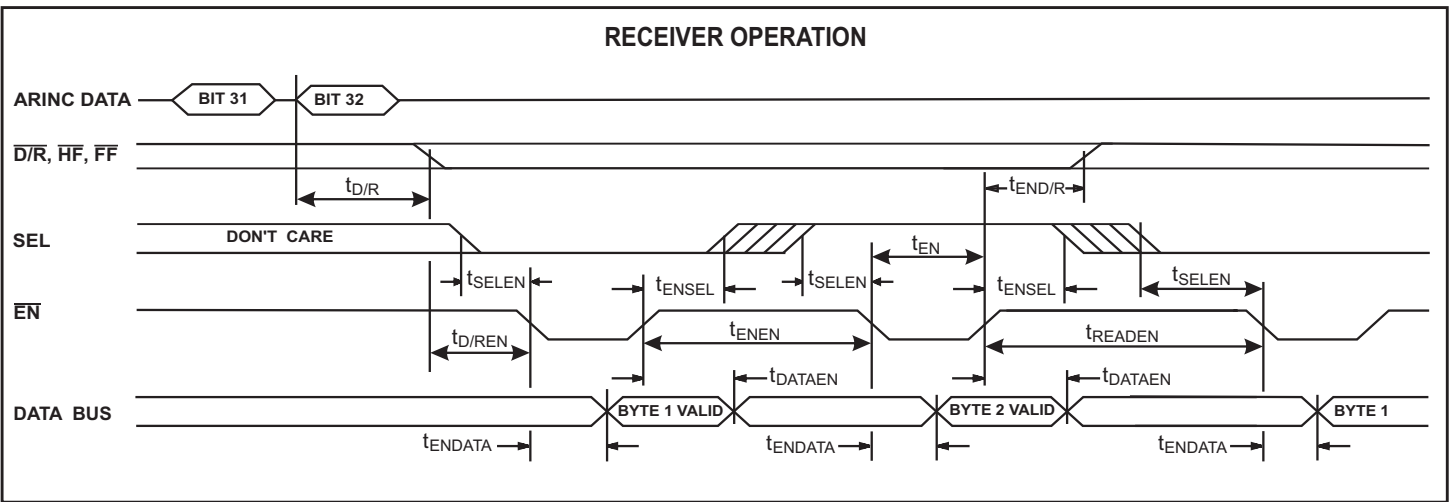 RECEIVER OPERATION
ARINC DATA BIT 31 BIT 32
D/R, HF, FF
tD/R tEND/R
SEL DON'T CARE
tEN
tSELEN tENSEL tSELEN tENSEL tSELEN
EN
tD/REN tENEN tREADEN
tDATAEN tDATAEN
DATA BUS BYTE 1 VALID BYTE 2 VALID BYTE 1
tENDATA tENDATA tENDATA